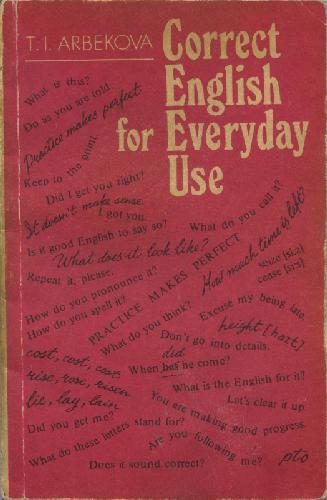 T. I. ARBEKOVA
Correct
English
for Everyday
Use
What is this?
Do as you are told
Practice makes perfect
Keep to the point
Did I get you right?
It doesn't make sense.
I got you.
What do you call it?
Is it good English to say so?
What does it look like?
How much time is left?
Repeat it, please.
PRACTICE MAKES PERFECT
seize [si:z]
cease [si:s]
How do you pronounce it?
How do you spell it?
What do you think?
Excuse my being late.
height [haɪt]
Don't go into details.
cost, cost, cost
did
When has he come?
rise, rose, risen
What is the English for it?
lie, lay, lain
Let's clear it up.
You are making good progress.
Did you get me?
What do these letters stand for?
Are you following me?
pto
Does it sound correct?